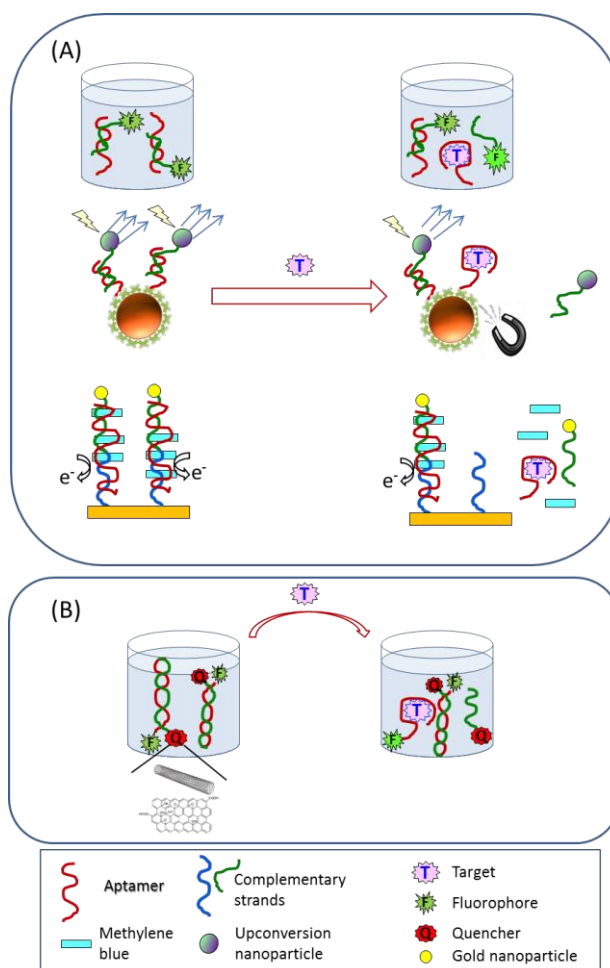 (A)
F
F
F
T
F
T
T
T
e-
e-
e-
(B)
T
Q
F
F
Q
Q
F
T
F
Q
Aptamer
Complementary
strands
Methylene
blue
Upconversion
nanoparticle
T
Target
F
Fluorophore
Q
Quencher
Gold nanoparticle